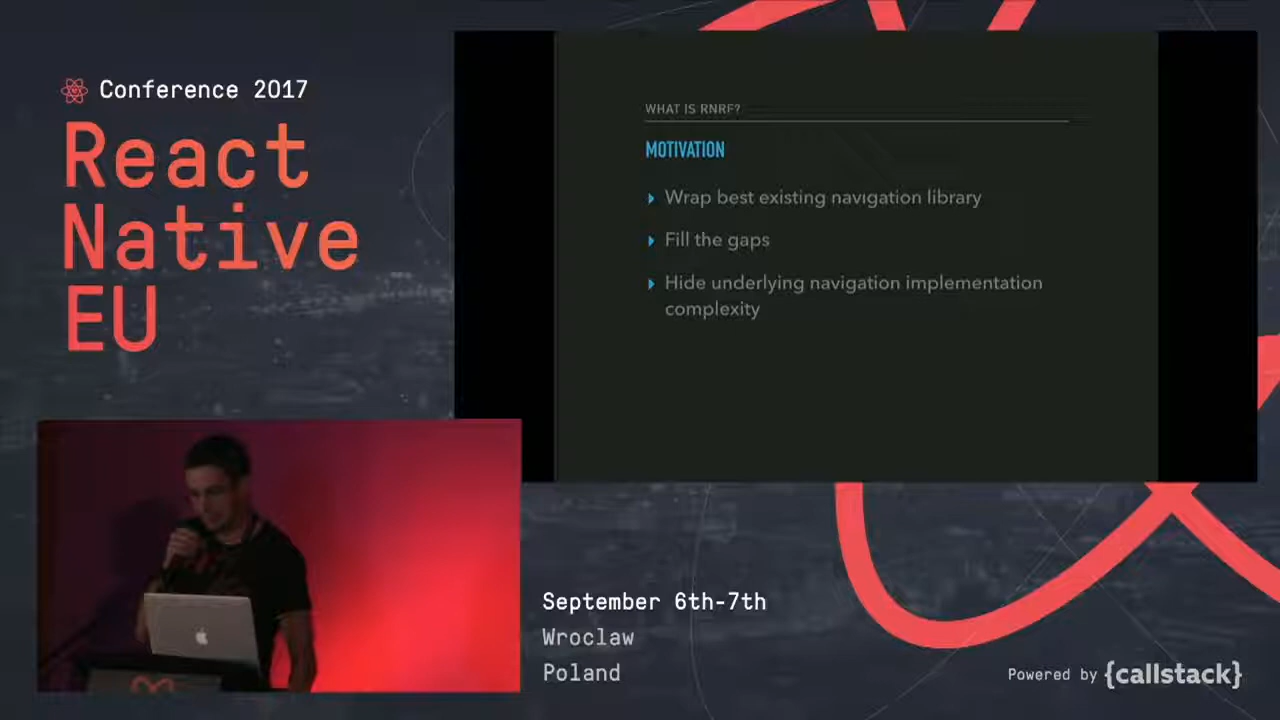 Conference 2017
React
Native
EU
WHAT IS RNRF?
MOTIVATION
Wrap best existing navigation library
Fill the gaps
Hide underlying navigation implementation
complexity
September 6th-7th
Wroclaw
Poland
Powered by {callstack}